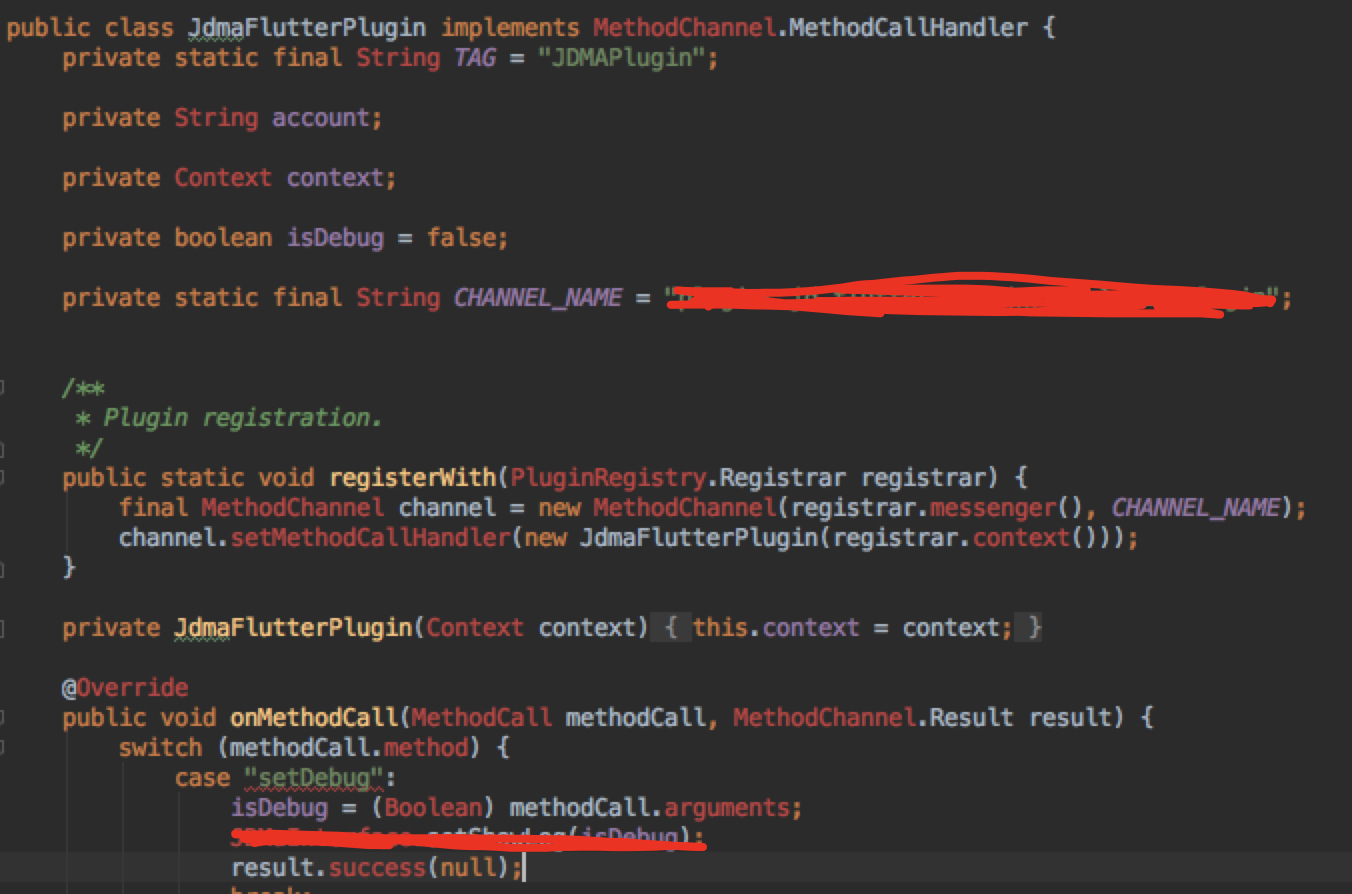 public class JdmaFlutterPlugin implements MethodChannel.MethodCallHandler {
private static final String TAG = "JDMAPlugin";
private String account;
private Context context;
private boolean isDebug = false;
private static final String CHANNEL_NAME = "";
/**
* Plugin registration.
*/
public static void registerWith(PluginRegistry.Registrar registrar) {
final MethodChannel channel = new MethodChannel(registrar.messenger(), CHANNEL_NAME);
channel.setMethodCallHandler(new JdmaFlutterPlugin(registrar.context()));
}
private JdmaFlutterPlugin(Context context) { this.context = context; }
@Override
public void onMethodCall(MethodCall methodCall, MethodChannel.Result result) {
switch (methodCall.method) {
case "setDebug":
isDebug = (Boolean) methodCall.arguments;
setShowLog(isDebug);
result.success(null);
break;